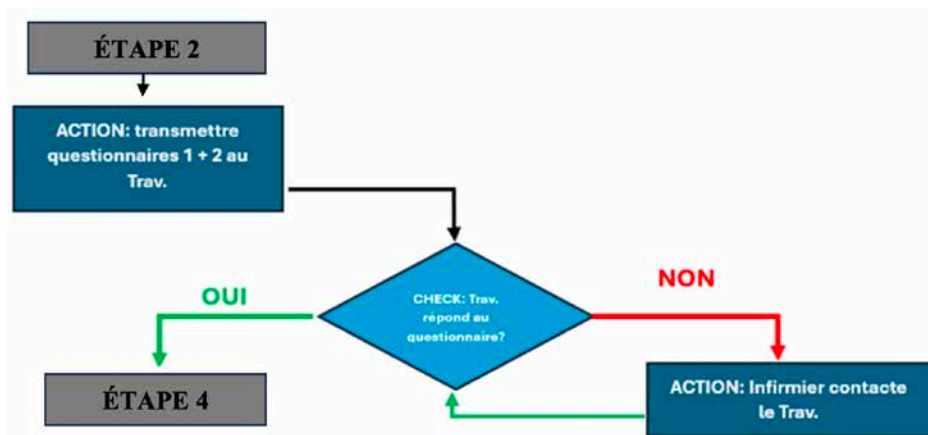 ÉTAPE 2
ACTION: transmettre
questionnaires 1 + 2 au
Trav.
OUI
NON
CHECK: Trav.
répond au
questionnaire?
ÉTAPE 4
ACTION: Infirmier contacte
le Trav.